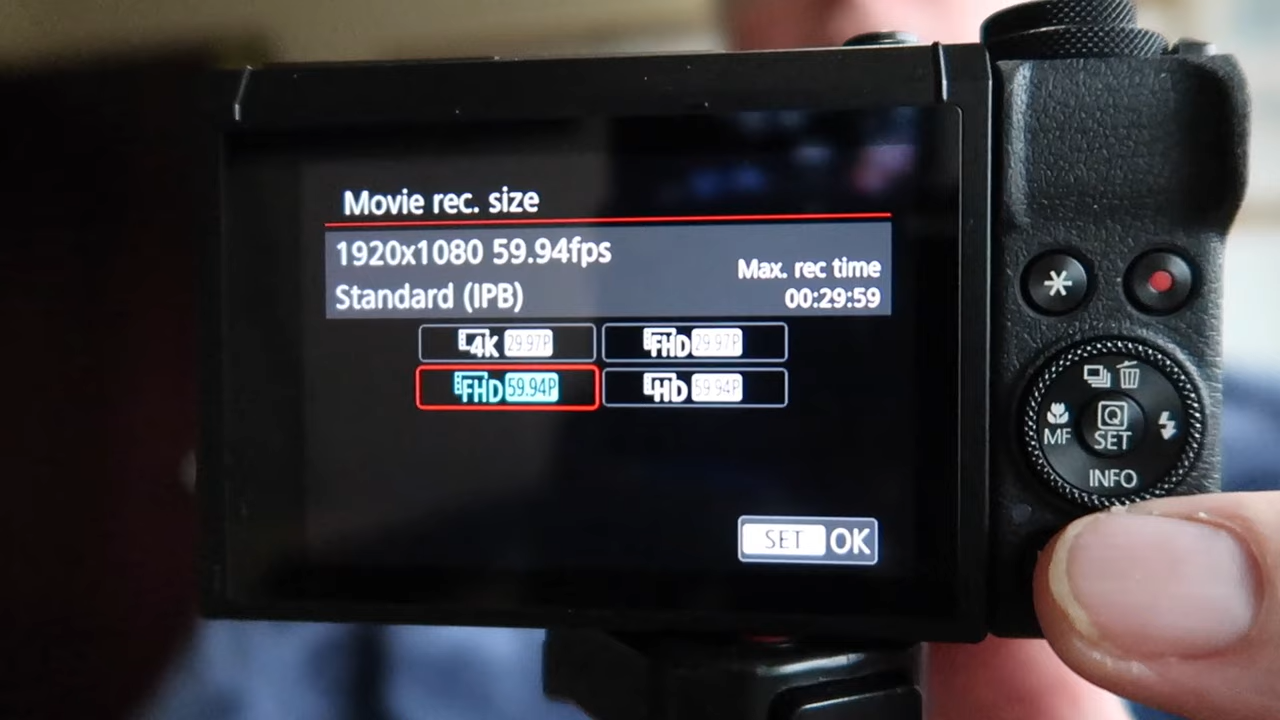 Movie rec. size
1920x1080 59.94fps
Standard (IPB)
Max. rec time
00:29:59
4K 29.97P
FHD 29.97P
FHD 59.94P
HD 59.94P
SET OK
MF
Q
SET
INFO